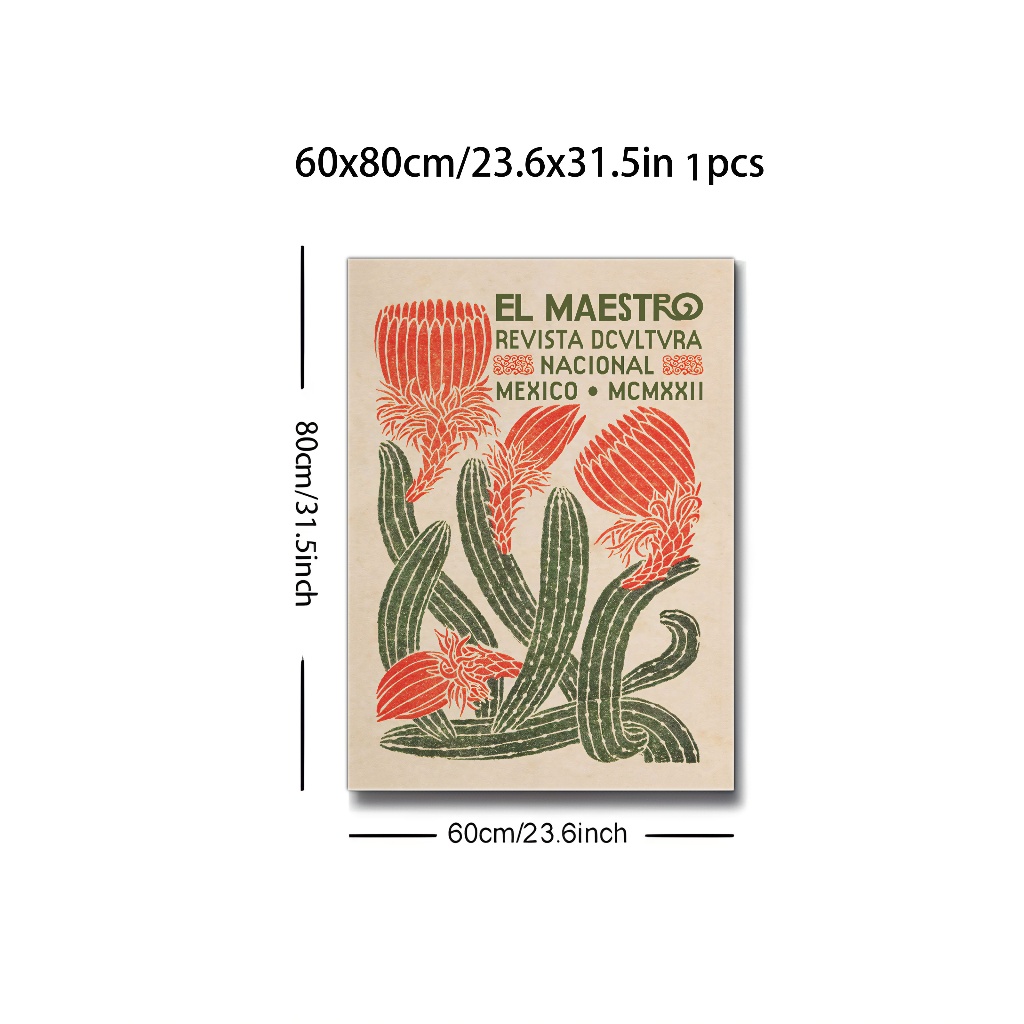 60x80cm/23.6x31.5in 1pcs
EL MAESTRO
REVISTA DCVLTVRA
NACIONAL
MEXICO • MCMXXII
80cm/31.5inch
60cm/23.6inch